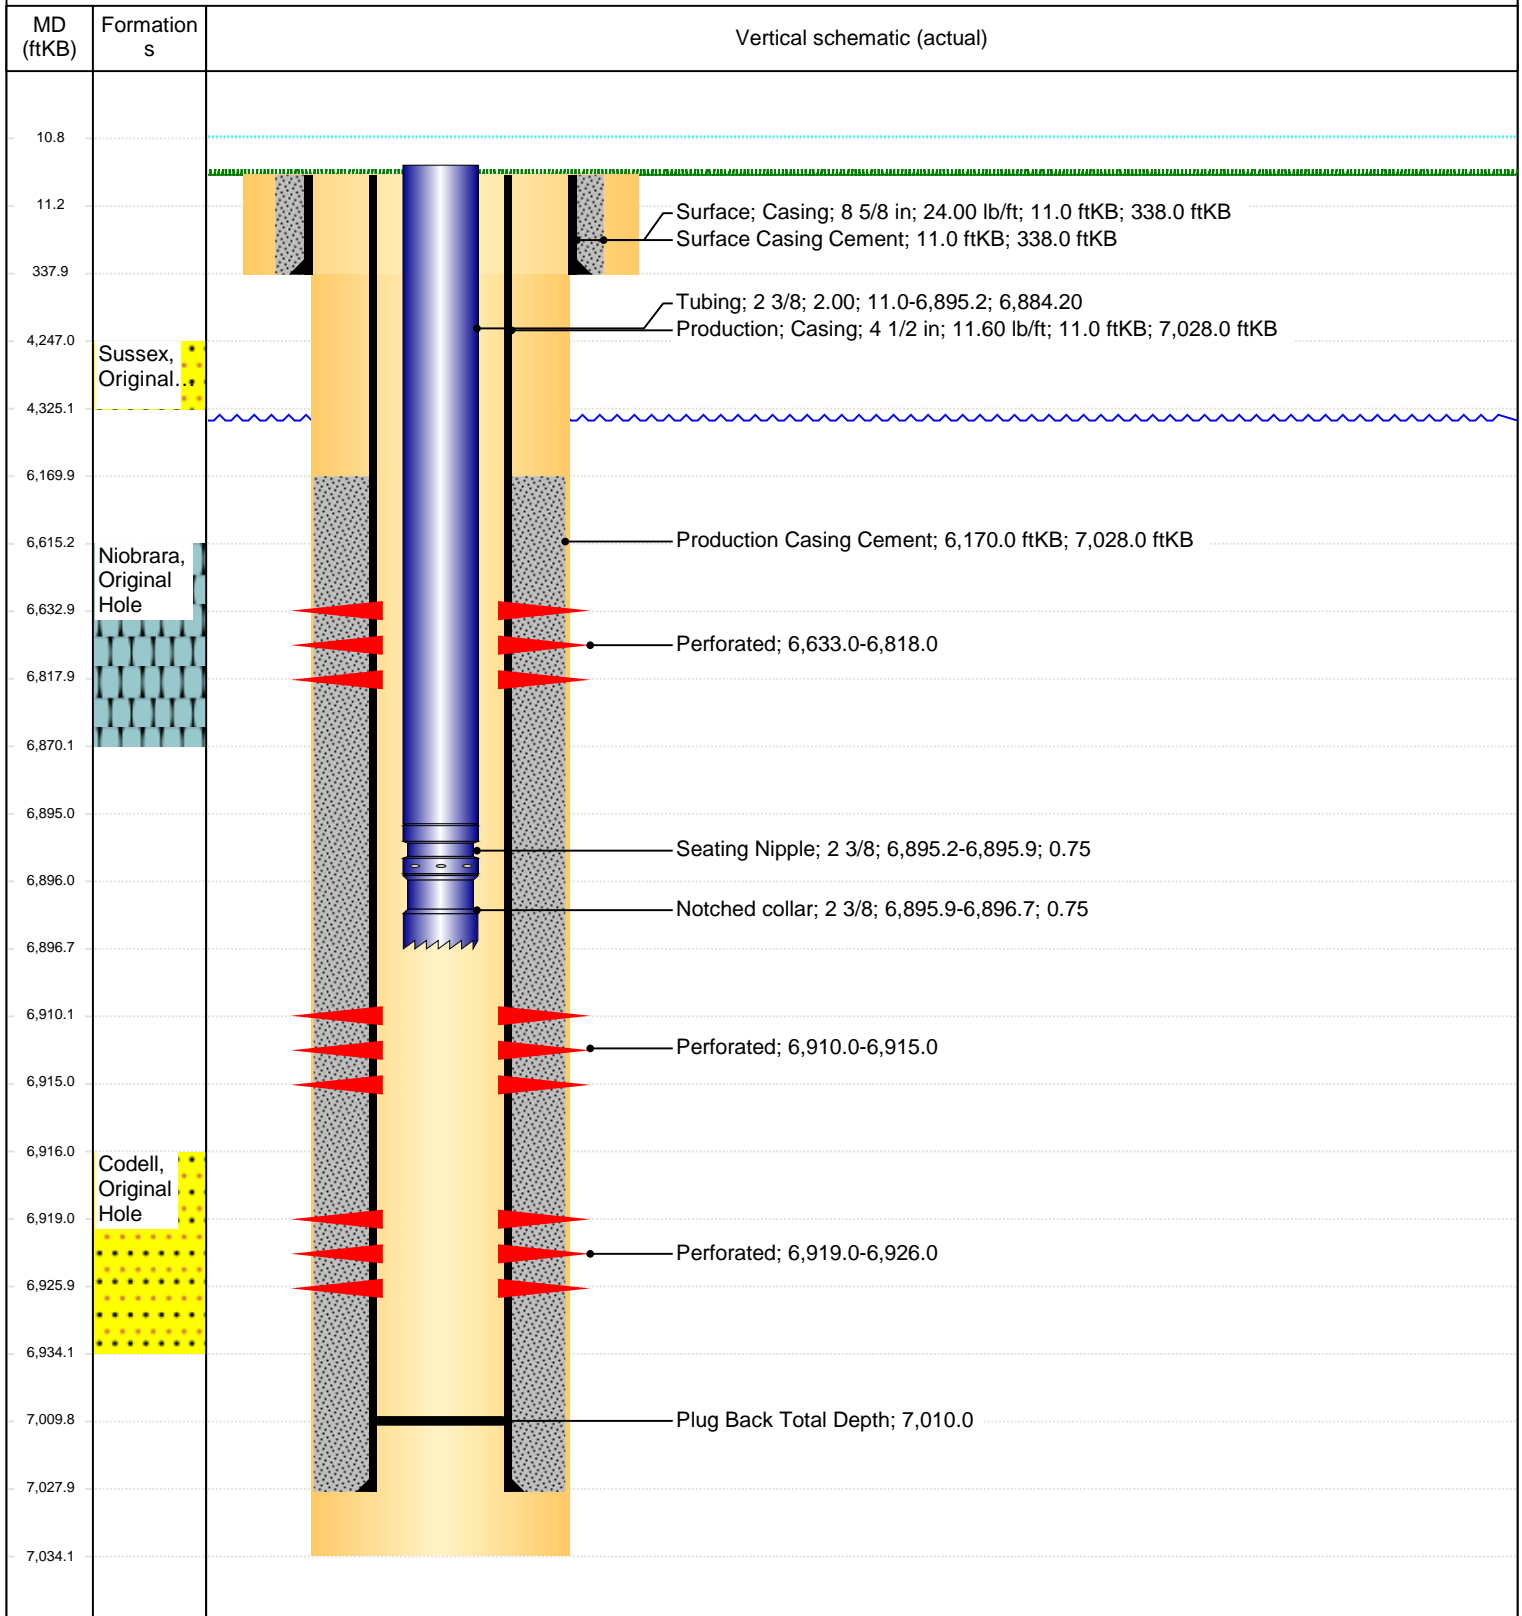 MD
(ftKB)
Formation
s
Vertical schematic (actual)
10.8
11.2
Surface; Casing; 8 5/8 in; 24.00 lb/ft; 11.0 ftKB; 338.0 ftKB
Surface Casing Cement; 11.0 ftKB; 338.0 ftKB
337.9
Tubing; 2 3/8; 2.00; 11.0-6,895.2; 6,884.20
Production; Casing; 4 1/2 in; 11.60 lb/ft; 11.0 ftKB; 7,028.0 ftKB
4,247.0
Sussex,
Original...
4,325.1
6,169.9
Production Casing Cement; 6,170.0 ftKB; 7,028.0 ftKB
6,615.2
Niobrara,
Original
Hole
6,632.9
Perforated; 6,633.0-6,818.0
6,817.9
6,870.1
6,895.0
Seating Nipple; 2 3/8; 6,895.2-6,895.9; 0.75
6,896.0
Notched collar; 2 3/8; 6,895.9-6,896.7; 0.75
6,896.7
6,910.1
Perforated; 6,910.0-6,915.0
6,915.0
6,916.0
Codell,
Original
Hole
6,919.0
Perforated; 6,919.0-6,926.0
6,925.9
6,934.1
7,009.8
Plug Back Total Depth; 7,010.0
7,027.9
7,034.1